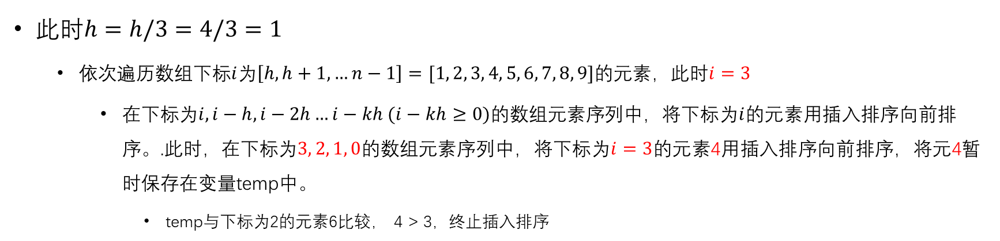 • 此时h = h/3 = 4/3 = 1
• 依次遍历数组下标i为[h, h + 1, … n − 1] = [1, 2, 3, 4, 5, 6, 7, 8, 9]的元素，此时i = 3
• 在下标为i, i − h, i − 2h … i − kh (i − kh ≥ 0)的数组元素序列中，将下标为i的元素用插入排序向前排
序。.此时，在下标为3, 2, 1, 0的数组元素序列中，将下标为i = 3的元素4用插入排序向前排序，将元4暂
时保存在变量temp中。
• temp与下标为2的元素6比较， 4 > 3，终止插入排序